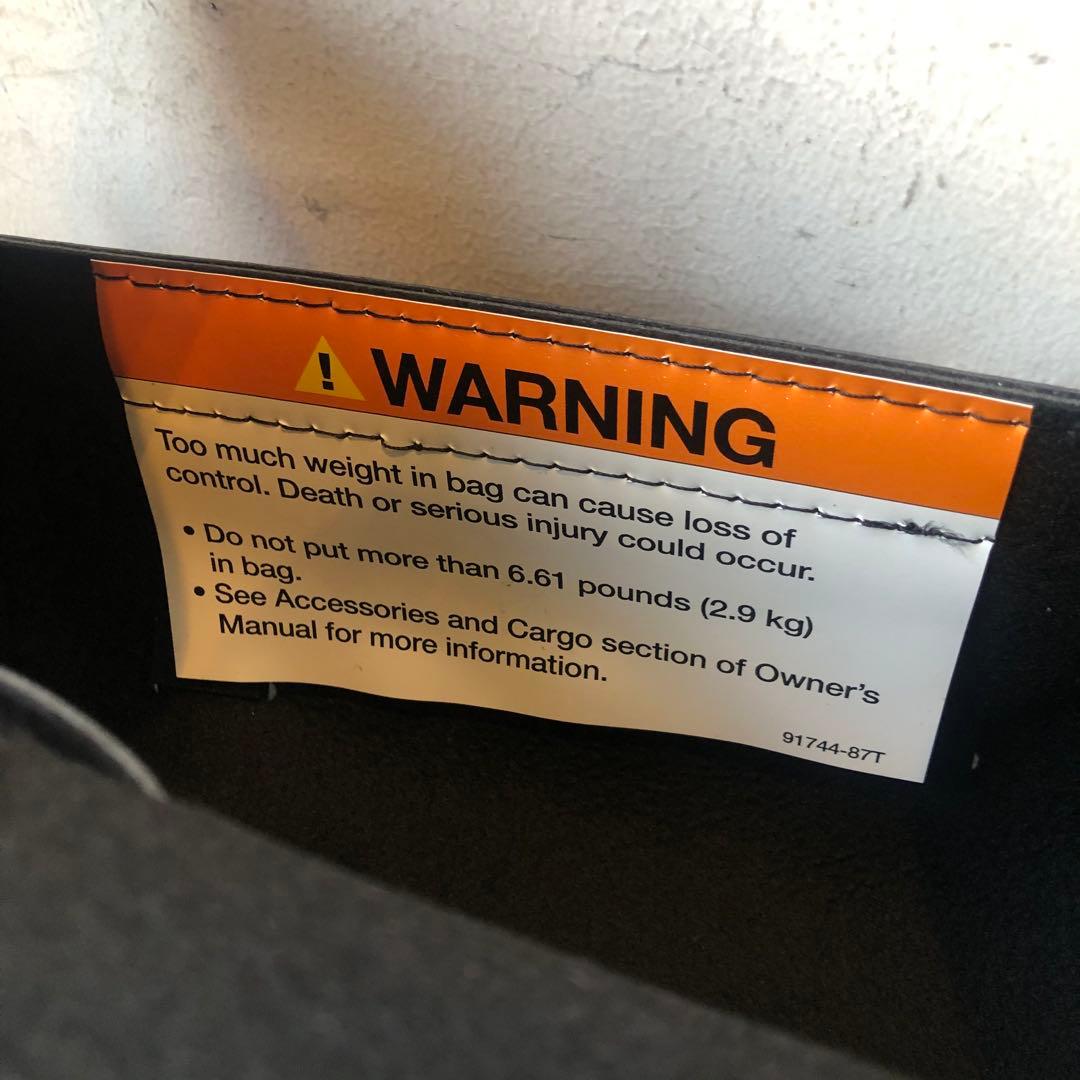 ! WARNING
Too much weight in bag can cause loss of
control. Death or serious injury could occur.
• Do not put more than 6.61 pounds (2.9 kg)
in bag.
• See Accessories and Cargo section of Owner's
Manual for more information.
91744-87T